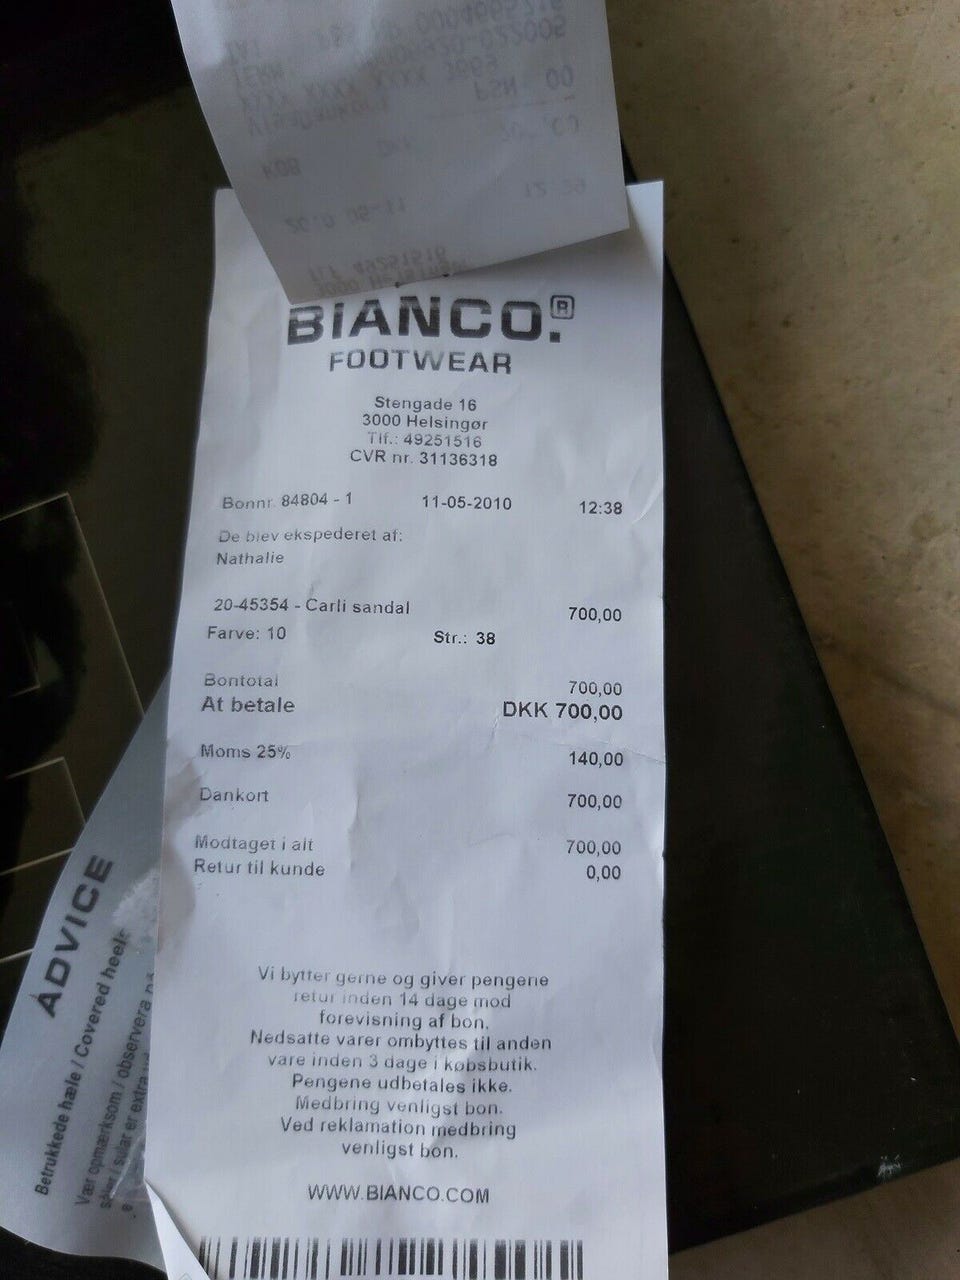 BIANCO.®
FOOTWEAR
Stengade 16
3000 Helsingør
Tlf.: 49251516
CVR nr. 31136318
Bonnr. 84804 - 1 11-05-2010 12:38
De blev ekspederet af:
Nathalie
20-45354 - Carli sandal 700,00
Farve: 10 Str.: 38
Bontotal 700,00
At betale DKK 700,00
Moms 25% 140,00
Dankort 700,00
Modtaget i alt 700,00
Retur til kunde 0,00
Vi bytter gerne og giver pengene
retur inden 14 dage mod
forevisning af bon.
Nedsatte varer ombyttes til anden
vare inden 3 dage i købsbutik.
Pengene udbetales ikke.
Medbring venligst bon.
Ved reklamation medbring
venligst bon.
WWW.BIANCO.COM
ADVICE
Betrukkede hæle / Covered heels
Vær opmærksom / observera
er extra